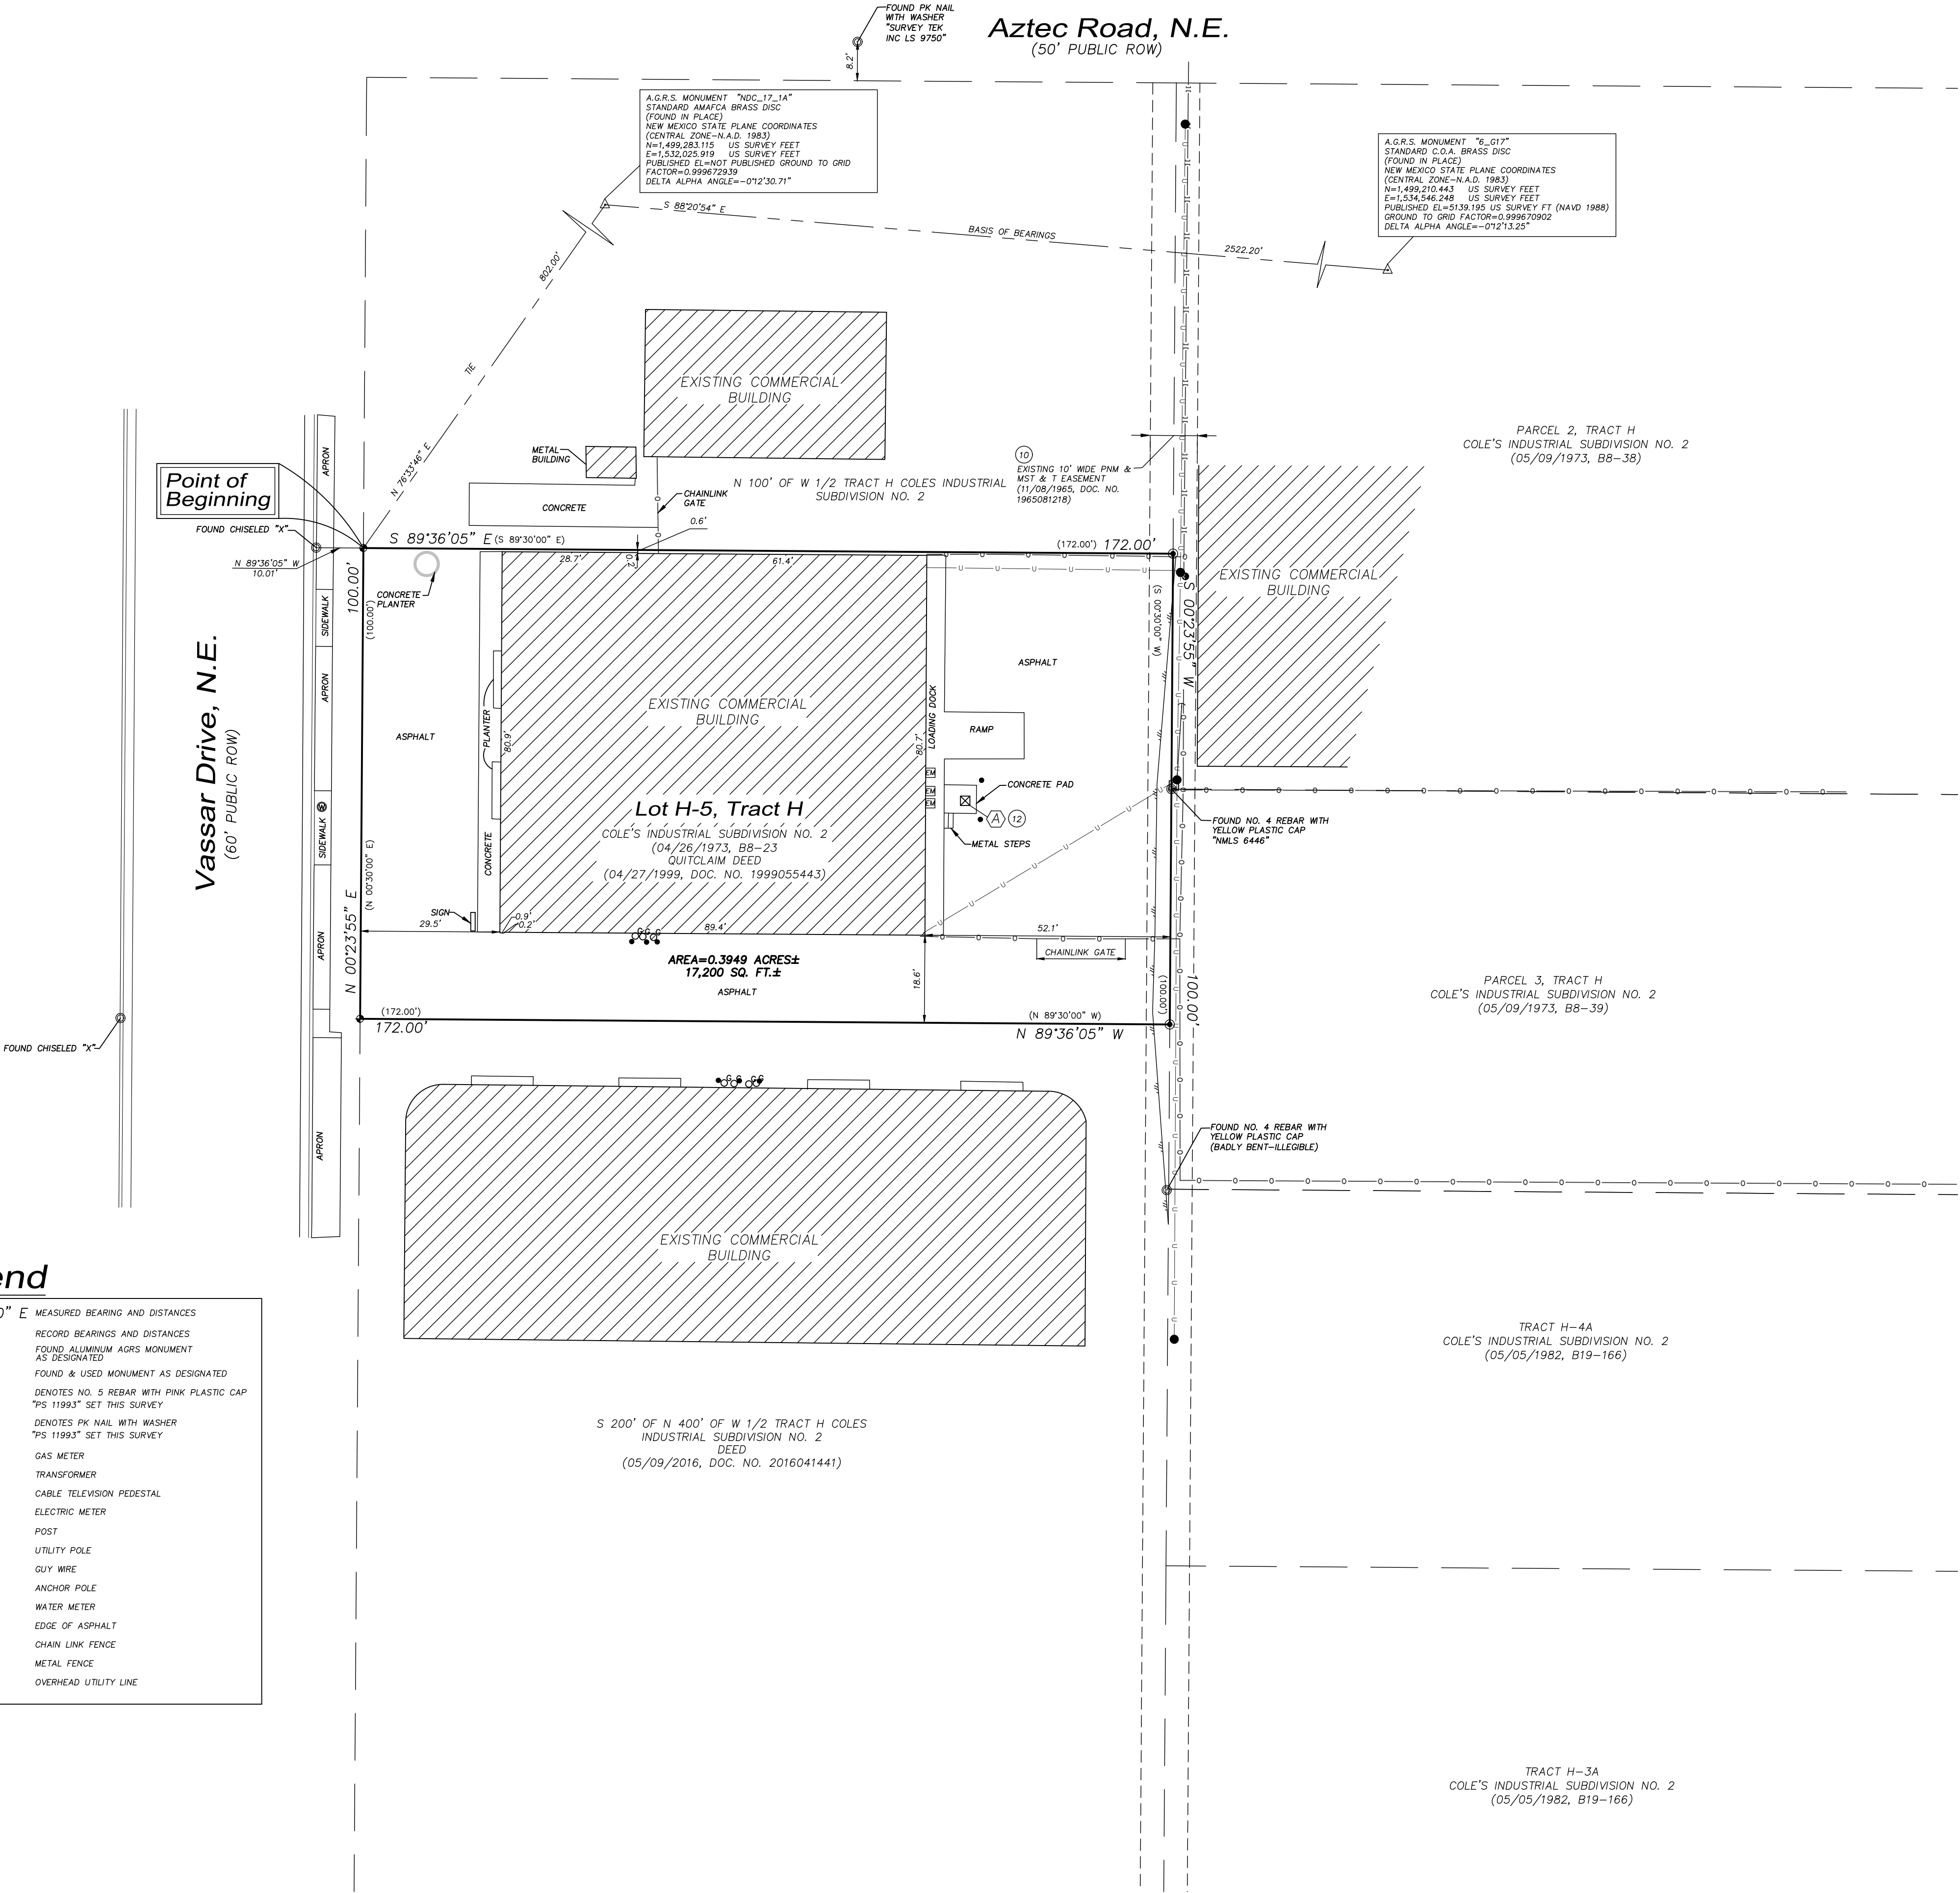 FOUND PK NAIL
WITH WASHER
"SURVEY TEK
INC LS 9750"
8.2'
Aztec Road, N.E.
(50' PUBLIC ROW)
A.G.R.S. MONUMENT "NDC_17_1A"
STANDARD AMAFCA BRASS DISC
(FOUND IN PLACE)
NEW MEXICO STATE PLANE COORDINATES
(CENTRAL ZONE-N.A.D. 1983)
N=1,499,283.115 US SURVEY FEET
E=1,532,025.919 US SURVEY FEET
PUBLISHED EL=NOT PUBLISHED GROUND TO GRID
FACTOR=0.999672939
DELTA ALPHA ANGLE=-0°12'30.71"
A.G.R.S. MONUMENT "6_G17"
STANDARD C.O.A. BRASS DISC
(FOUND IN PLACE)
NEW MEXICO STATE PLANE COORDINATES
(CENTRAL ZONE-N.A.D. 1983)
N=1,499,210.443 US SURVEY FEET
E=1,534,546.248 US SURVEY FEET
PUBLISHED EL=5139.195 US SURVEY FT (NAVD 1988)
GROUND TO GRID FACTOR=0.999670902
DELTA ALPHA ANGLE=-0°12'13.25"
S 88°20'54" E
BASIS OF BEARINGS
2522.20'
802.00'
TIE
N 76°33'46" E
EXISTING COMMERCIAL
BUILDING
METAL
BUILDING
CONCRETE
CHAINLINK
GATE
0.6'
N 100' OF W 1/2 TRACT H COLES INDUSTRIAL
SUBDIVISION NO. 2
10
EXISTING 10' WIDE PNM &
MST & T EASEMENT
(11/08/1965, DOC. NO.
1965081218)
PARCEL 2, TRACT H
COLE'S INDUSTRIAL SUBDIVISION NO. 2
(05/09/1973, B8-38)
EXISTING COMMERCIAL
BUILDING
Point of
Beginning
FOUND CHISELED "X"
N 89°36'05" W
10.01'
APRON
SIDEWALK
APRON
SIDEWALK
W
APRON
APRON
Vassar Drive, N.E.
(60' PUBLIC ROW)
FOUND CHISELED "X"
S 89°36'05" E (S 89°30'00" E)
(172.00') 172.00'
28.7'
0.2'
61.4'
100.00'
(100.00')
CONCRETE
PLANTER
ASPHALT
PLANTER
CONCRETE
80.9'
EXISTING COMMERCIAL
BUILDING
80.7'
LOADING DOCK
ASPHALT
RAMP
EM
EM
EM
CONCRETE PAD
A
12
METAL STEPS
Lot H-5, Tract H
COLE'S INDUSTRIAL SUBDIVISION NO. 2
(04/26/1973, B8-23
QUITCLAIM DEED
(04/27/1999, DOC. NO. 1999055443)
(S 00°30'00" W)
S 00°23'55" W
FOUND NO. 4 REBAR WITH
YELLOW PLASTIC CAP
"NMLS 6446"
N 00°23'55" E
(N 00°30'00" E)
SIGN
29.5'
0.9'
0.2'
89.4'
52.1'
CHAINLINK GATE
18.6'
AREA=0.3949 ACRES±
17,200 SQ. FT.±
ASPHALT
(100.00')
100.00'
(172.00')
172.00'
(N 89°30'00" W)
N 89°36'05" W
PARCEL 3, TRACT H
COLE'S INDUSTRIAL SUBDIVISION NO. 2
(05/09/1973, B8-39)
FOUND NO. 4 REBAR WITH
YELLOW PLASTIC CAP
(BADLY BENT-ILLEGIBLE)
EXISTING COMMERCIAL
BUILDING
S 200' OF N 400' OF W 1/2 TRACT H COLES
INDUSTRIAL SUBDIVISION NO. 2
DEED
(05/09/2016, DOC. NO. 2016041441)
TRACT H-4A
COLE'S INDUSTRIAL SUBDIVISION NO. 2
(05/05/1982, B19-166)
TRACT H-3A
COLE'S INDUSTRIAL SUBDIVISION NO. 2
(05/05/1982, B19-166)
end
0" E MEASURED BEARING AND DISTANCES
RECORD BEARINGS AND DISTANCES
FOUND ALUMINUM AGRS MONUMENT
AS DESIGNATED
FOUND & USED MONUMENT AS DESIGNATED
DENOTES NO. 5 REBAR WITH PINK PLASTIC CAP
"PS 11993" SET THIS SURVEY
DENOTES PK NAIL WITH WASHER
"PS 11993" SET THIS SURVEY
GAS METER
TRANSFORMER
CABLE TELEVISION PEDESTAL
ELECTRIC METER
POST
UTILITY POLE
GUY WIRE
ANCHOR POLE
WATER METER
EDGE OF ASPHALT
CHAIN LINK FENCE
METAL FENCE
OVERHEAD UTILITY LINE